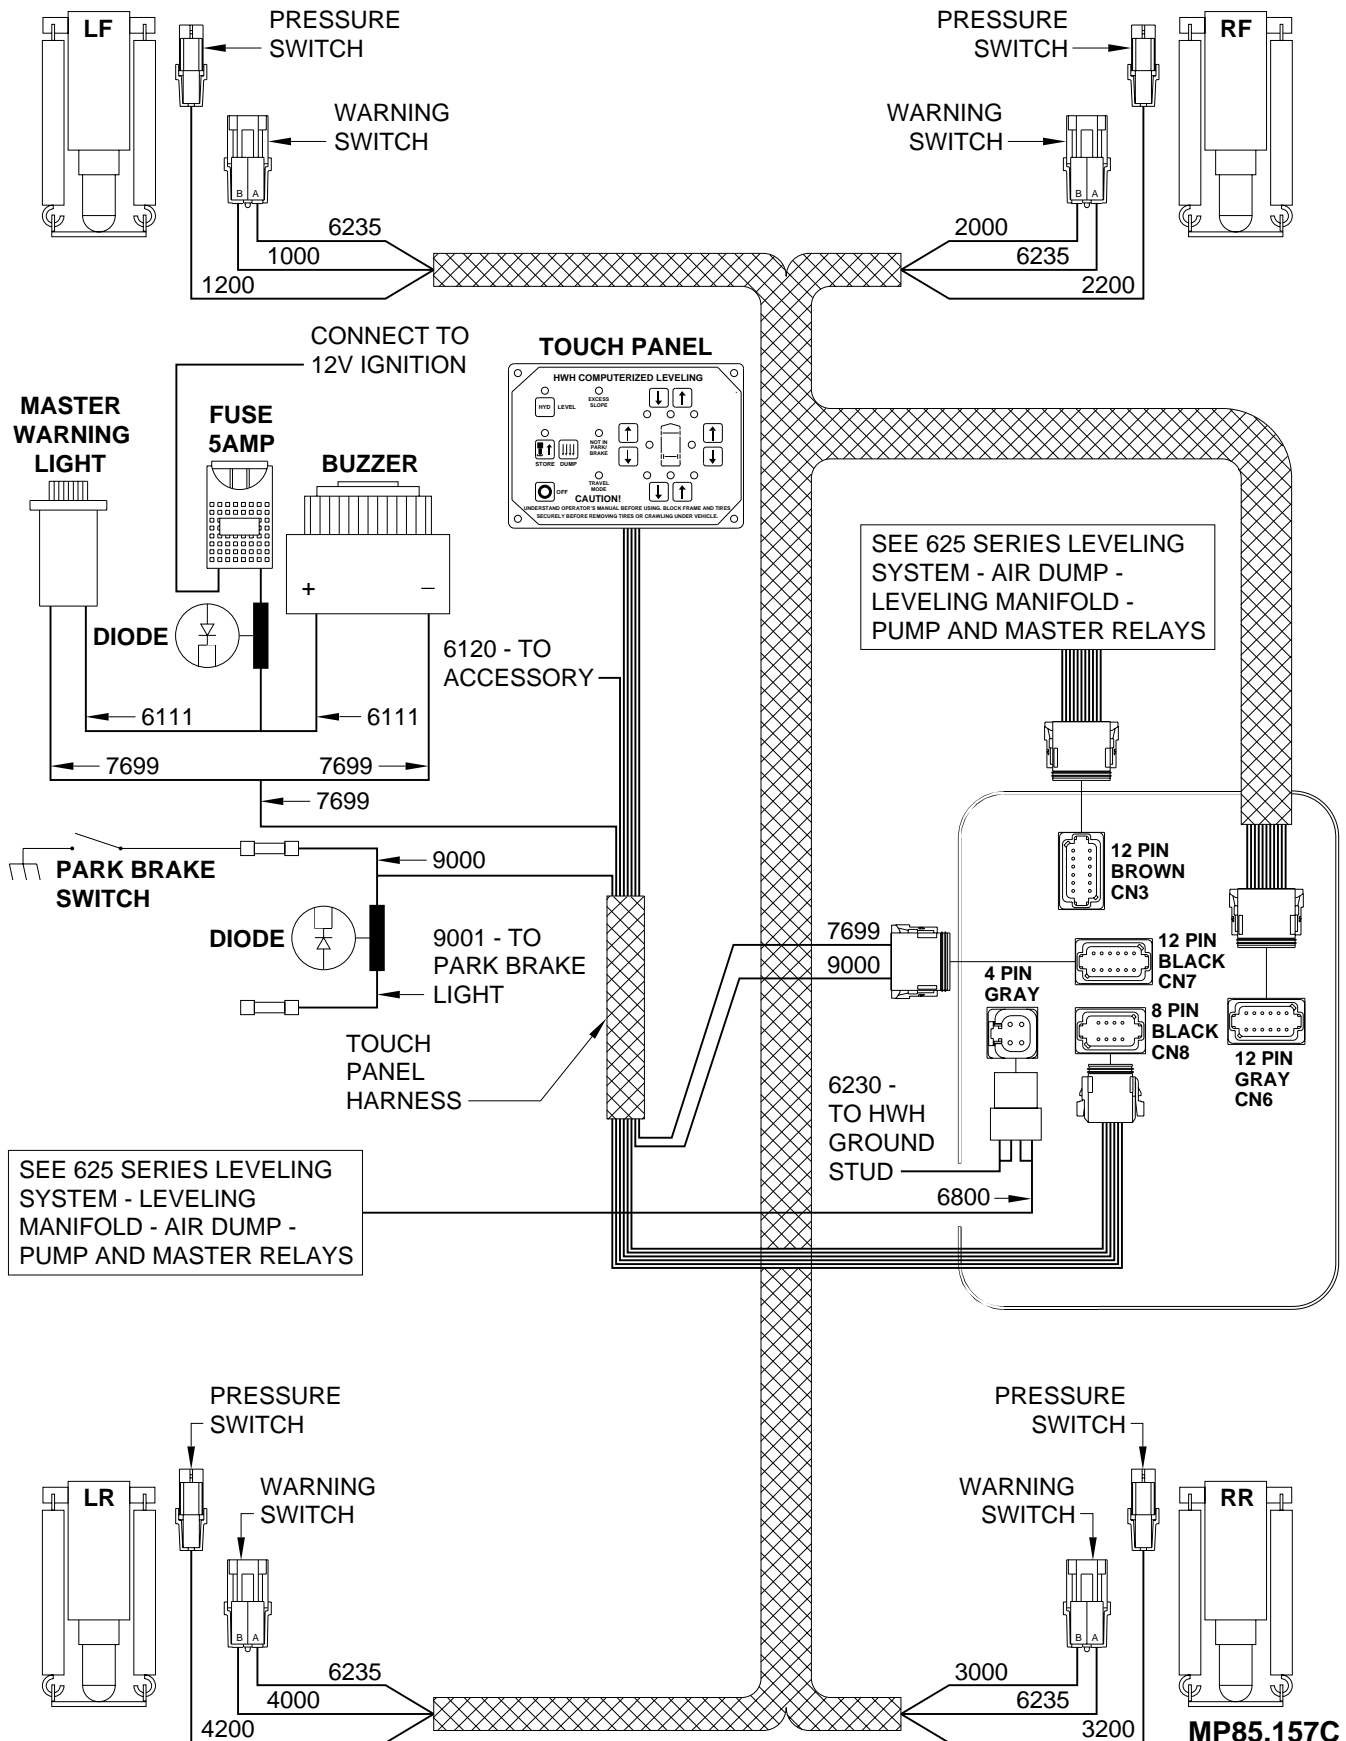 LF
PRESSURE
SWITCH
WARNING
SWITCH
B A
6235
1000
1200
PRESSURE
SWITCH
RF
WARNING
SWITCH
B A
2000
6235
2200
CONNECT TO
12V IGNITION
MASTER
WARNING
LIGHT
FUSE
5AMP
BUZZER
+ −
DIODE
6111
6111
7699
7699
7699
TOUCH PANEL
HWH COMPUTERIZED LEVELING
HYD
LEVEL
EXCESS
SLOPE
STORE
DUMP
NOT IN
PARK/
BRAKE
OFF
TRAVEL
MODE
CAUTION!
UNDERSTAND OPERATOR'S MANUAL BEFORE USING. BLOCK FRAME AND TIRES
SECURELY BEFORE REMOVING TIRES OR CRAWLING UNDER VEHICLE.
6120 - TO
ACCESSORY
SEE 625 SERIES LEVELING
SYSTEM - AIR DUMP -
LEVELING MANIFOLD -
PUMP AND MASTER RELAYS
PARK BRAKE
SWITCH
9000
DIODE
9001 - TO
PARK BRAKE
LIGHT
TOUCH
PANEL
HARNESS
7699
9000
12 PIN
BROWN
CN3
12 PIN
BLACK
CN7
4 PIN
GRAY
8 PIN
BLACK
CN8
12 PIN
GRAY
CN6
6230 -
TO HWH
GROUND
STUD
6800
SEE 625 SERIES LEVELING
SYSTEM - LEVELING
MANIFOLD - AIR DUMP -
PUMP AND MASTER RELAYS
PRESSURE
SWITCH
LR
WARNING
SWITCH
B A
6235
4000
4200
PRESSURE
SWITCH
RR
WARNING
SWITCH
B A
3000
6235
3200
MP85.157C